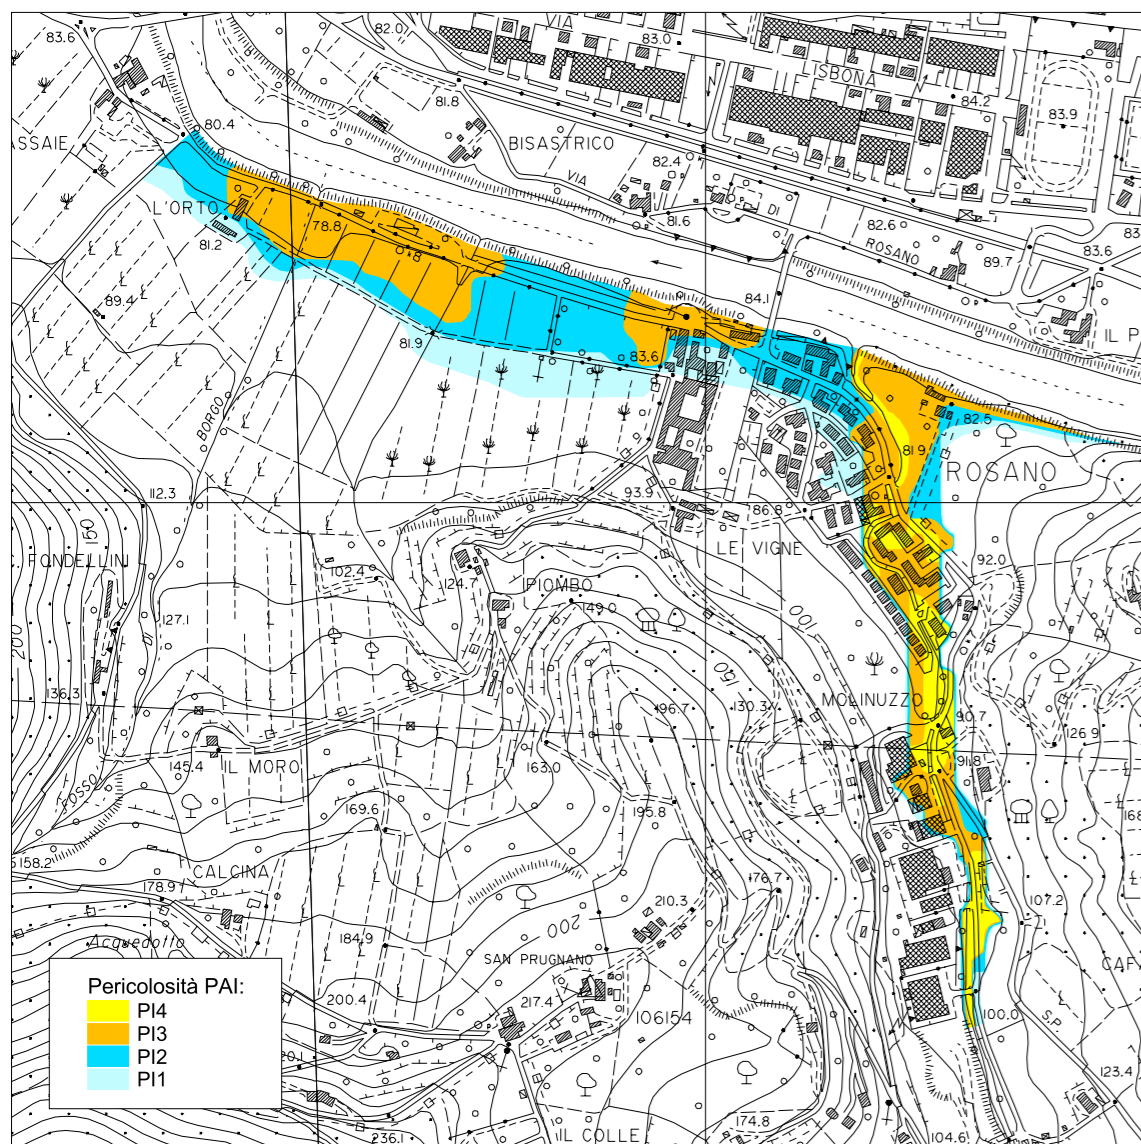 83.6
82.0
VIA
83.0
LISBONA
84.2
83.9
81.8
80.4
BISASTRICO
82.4
VIA
DI
ROSANO
81.6
82.6
83.6
89.7
L'ORTO
78.8
81.2
89.4
84.1
IL P
81.9
83.6
82.5
81.9
ROSANO
BORGO
112.3
93.9
86.8
LE VIGNE
150
C. FONDELLINI
102.4
124.7
PIOMBO
149.0
92.0
127.1
DI
100
200
136.3
150
196.7
130.3
MOLINUZZO
90.7
126.9
145.4
IL MORO
163.0
91.8
FOSSO
169.6
195.8
168
158.2
CALCINA
176.7
178.9
210.3
107.2
200
Acquedotto
184.9
SAN PRUGNANO
CAF
Pericolosità PAI:
PI4
PI3
PI2
PI1
200.4
217.4
106154
100.0
S.P.
20.1
123.4
236.1
IL COLLE
174.8
104.6